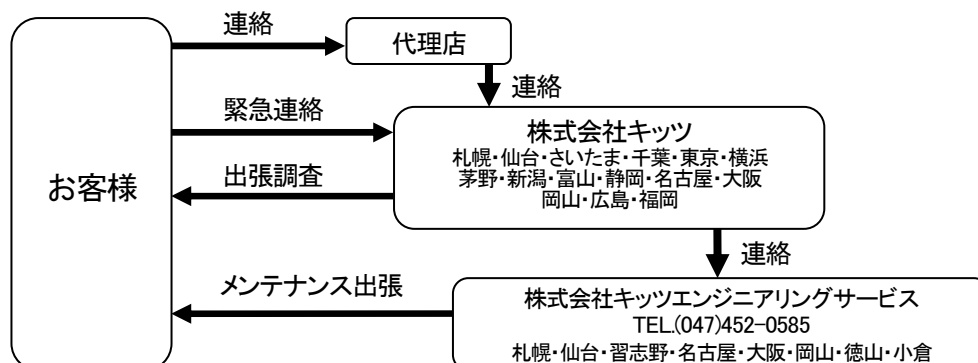 連絡
代理店
連絡
緊急連絡
株式会社キッツ
札幌・仙台・さいたま・千葉・東京・横浜
茅野・新潟・富山・静岡・名古屋・大阪
岡山・広島・福岡
お客様
出張調査
連絡
メンテナンス出張
株式会社キッツエンジニアリングサービス
TEL.(047)452-0585
札幌・仙台・習志野・名古屋・大阪・岡山・徳山・小倉